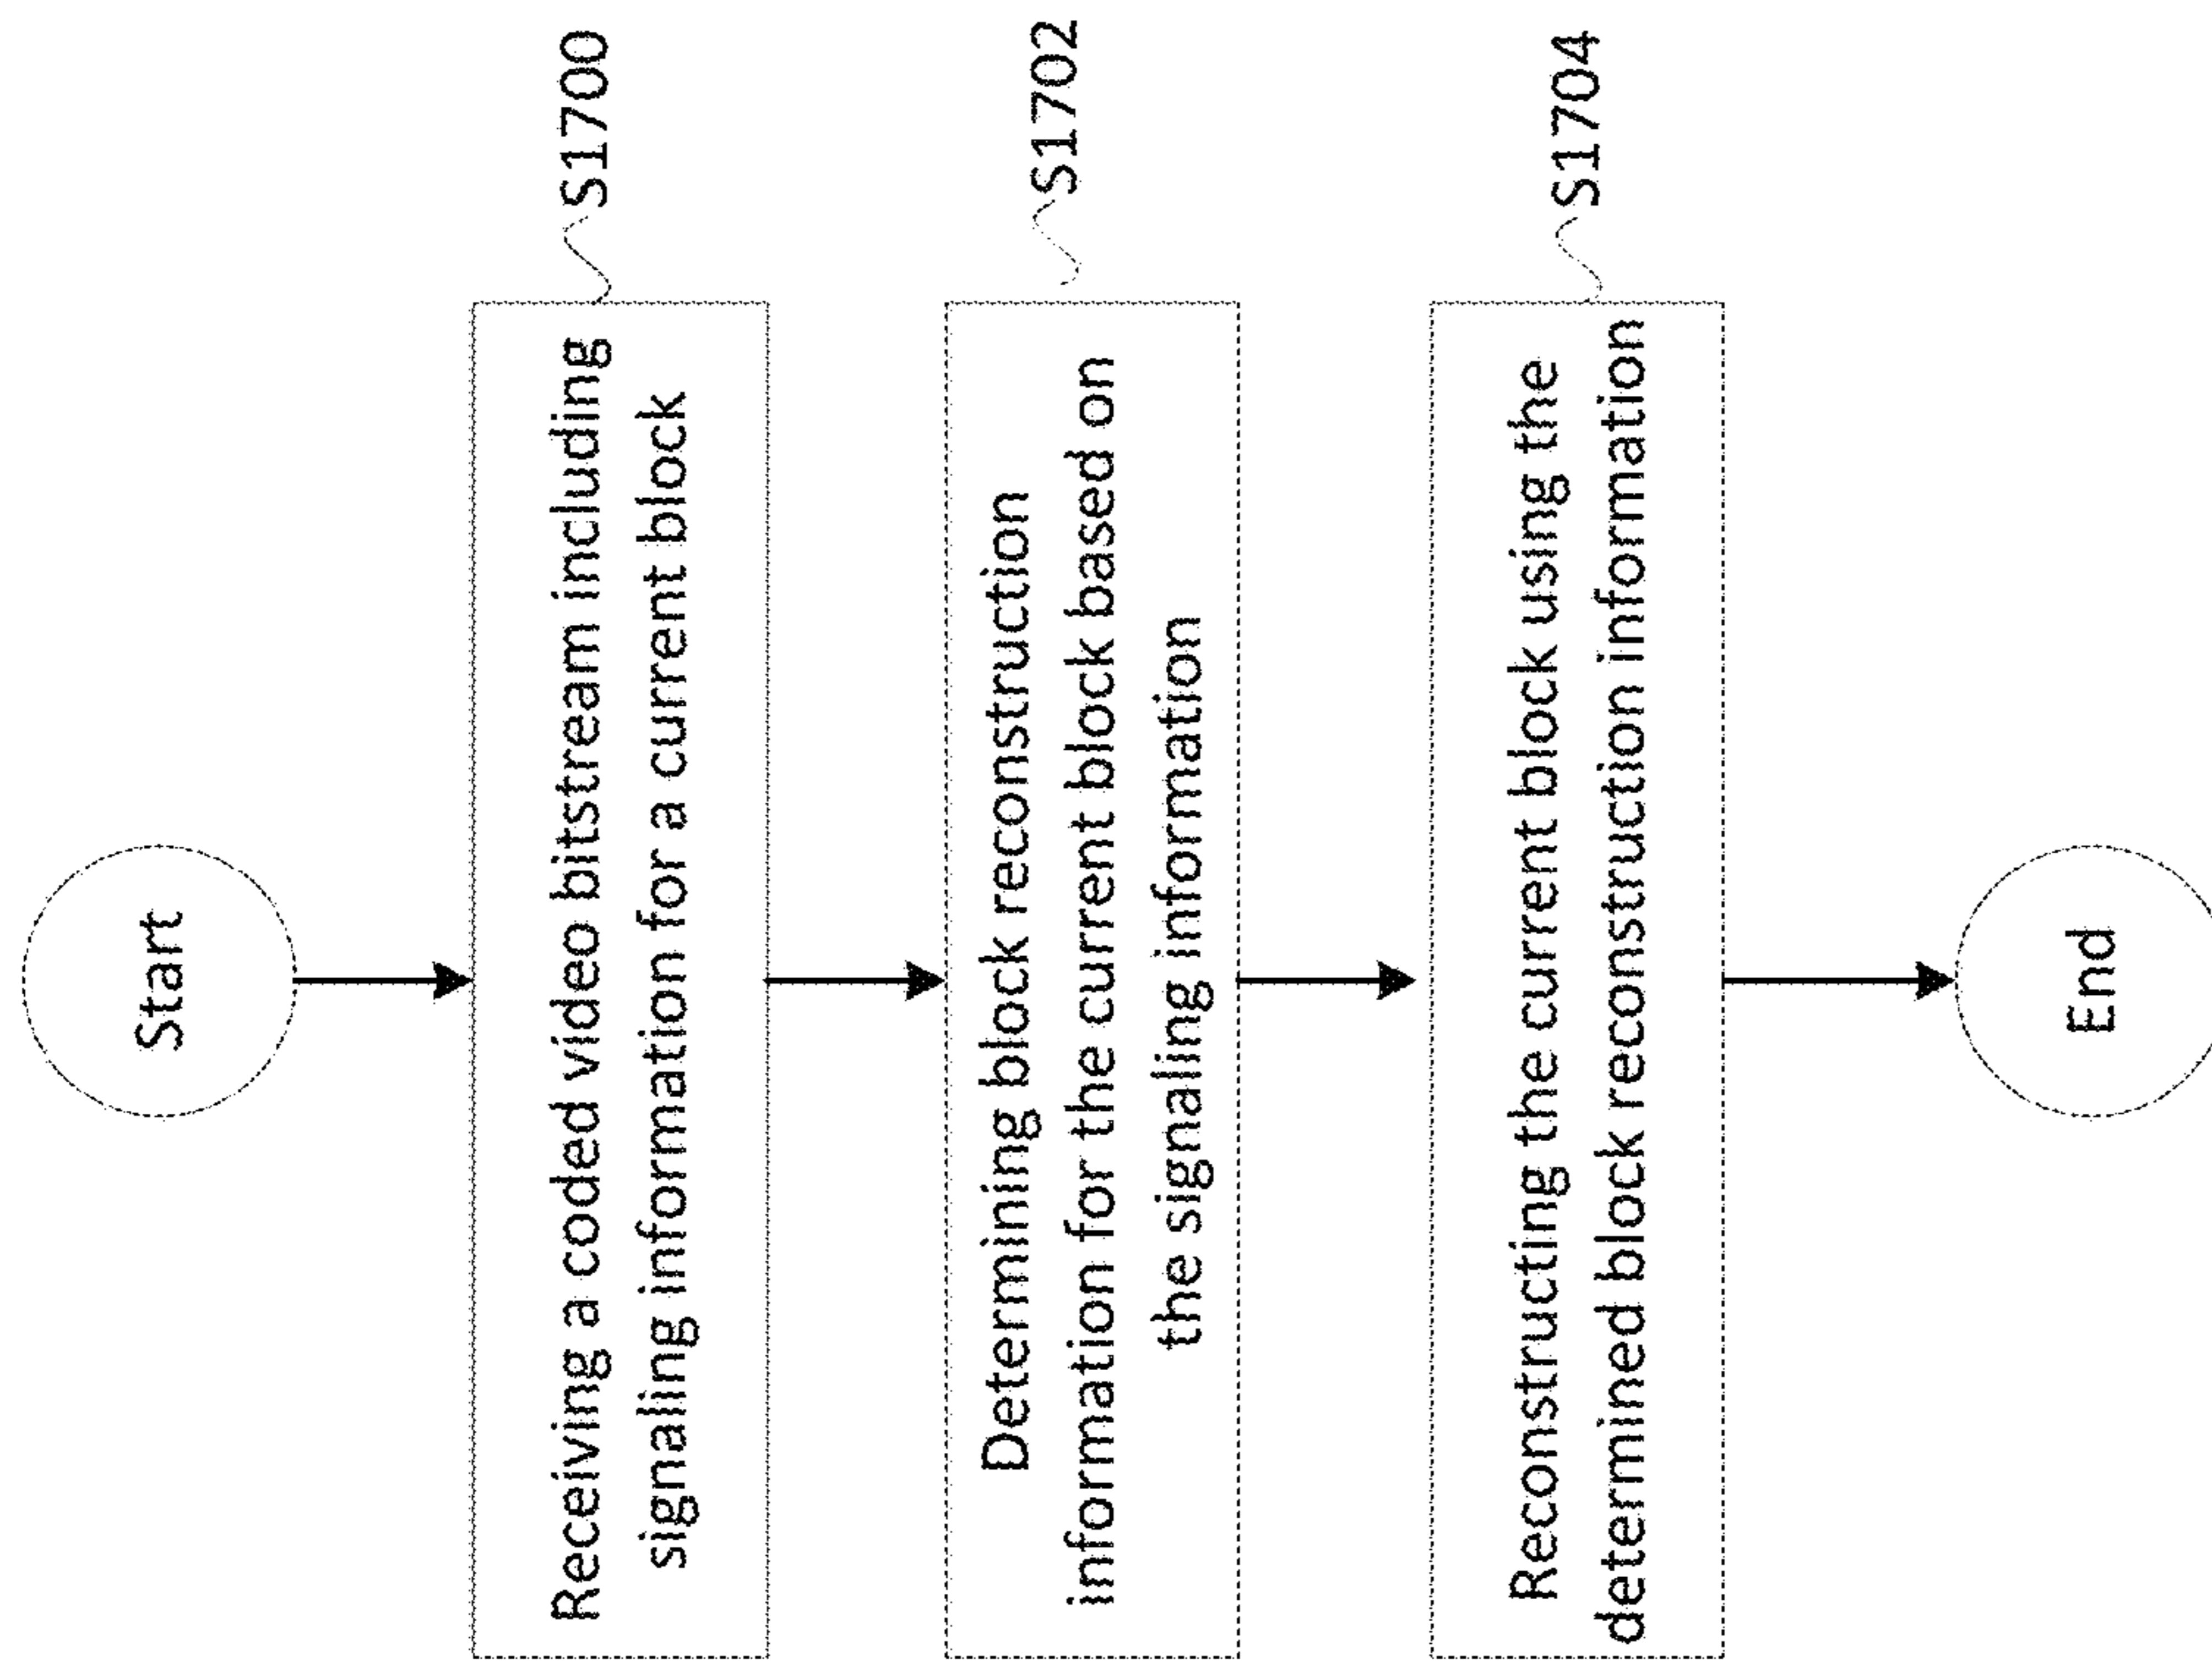 Start
Receiving a coded video bitstream including
signaling information for a current block
S1700
Determining block reconstruction
information for the current block based on
the signaling information
S1702
Reconstructing the current block using the
determined block reconstruction information
S1704
End